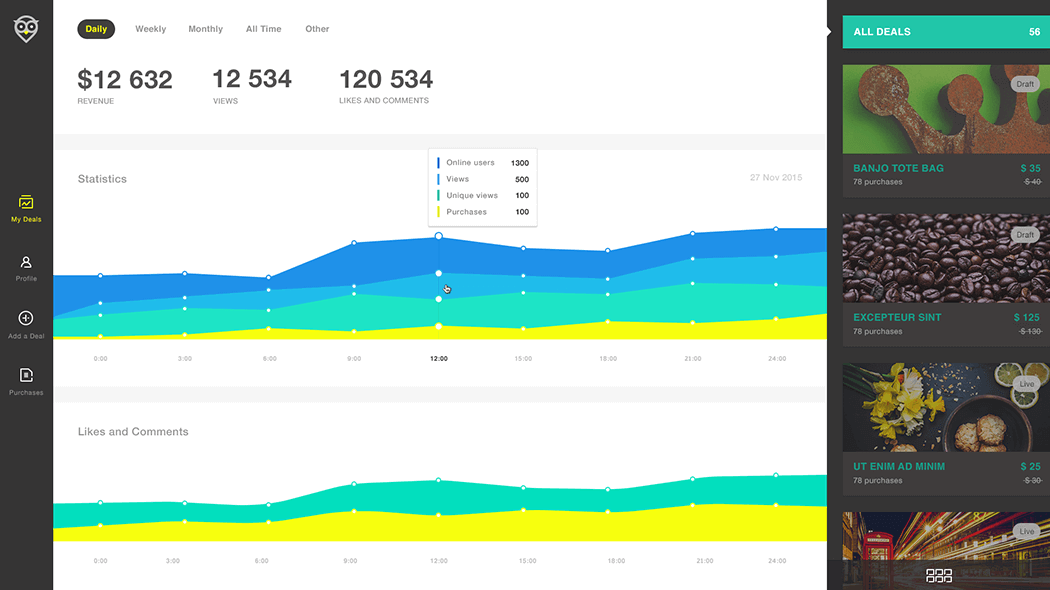 Daily Weekly Monthly All Time Other
$12 632 12 534 120 534
REVENUE VIEWS LIKES AND COMMENTS
Statistics
27 Nov 2015
Online users 1300
Views 500
Unique views 100
Purchases 100
0:00 3:00 6:00 9:00 12:00 15:00 18:00 21:00 24:00
Likes and Comments
0:00 3:00 6:00 9:00 12:00 15:00 18:00 21:00 24:00
My Deals
Profile
Add a Deal
Purchases
ALL DEALS 56
Draft
BANJO TOTE BAG $ 35
78 purchases $ 40
Draft
EXCEPTEUR SINT $ 125
78 purchases $ 130
Live
UT ENIM AD MINIM $ 25
78 purchases $ 30
Live